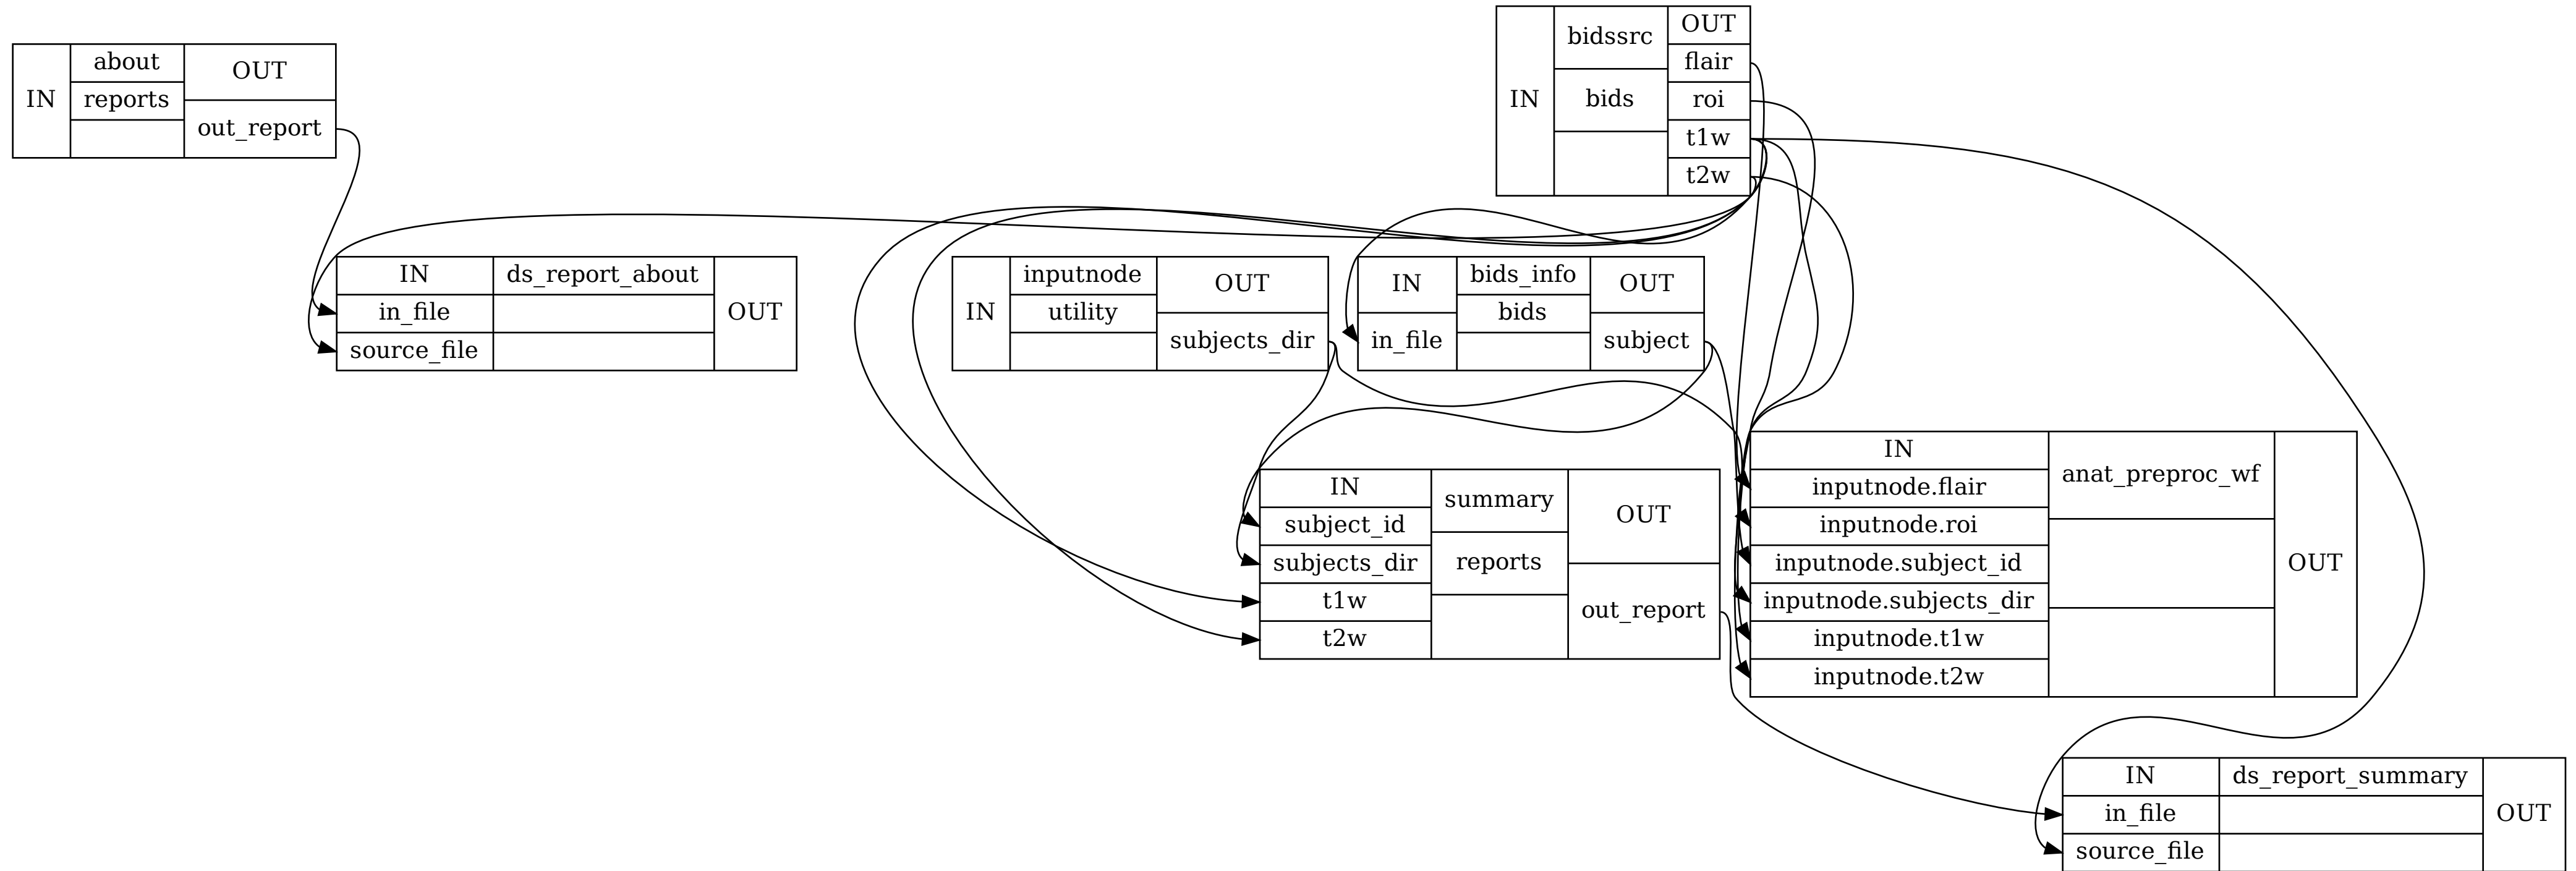 IN
about
reports
OUT
out_report
IN
bidssrc
bids
OUT
flair
roi
t1w
t2w
IN
in_file
source_file
ds_report_about
OUT
IN
inputnode
utility
OUT
subjects_dir
IN
in_file
bids_info
bids
OUT
subject
IN
subject_id
subjects_dir
t1w
t2w
summary
reports
OUT
out_report
IN
inputnode.flair
inputnode.roi
inputnode.subject_id
inputnode.subjects_dir
inputnode.t1w
inputnode.t2w
anat_preproc_wf
OUT
IN
in_file
source_file
ds_report_summary
OUT